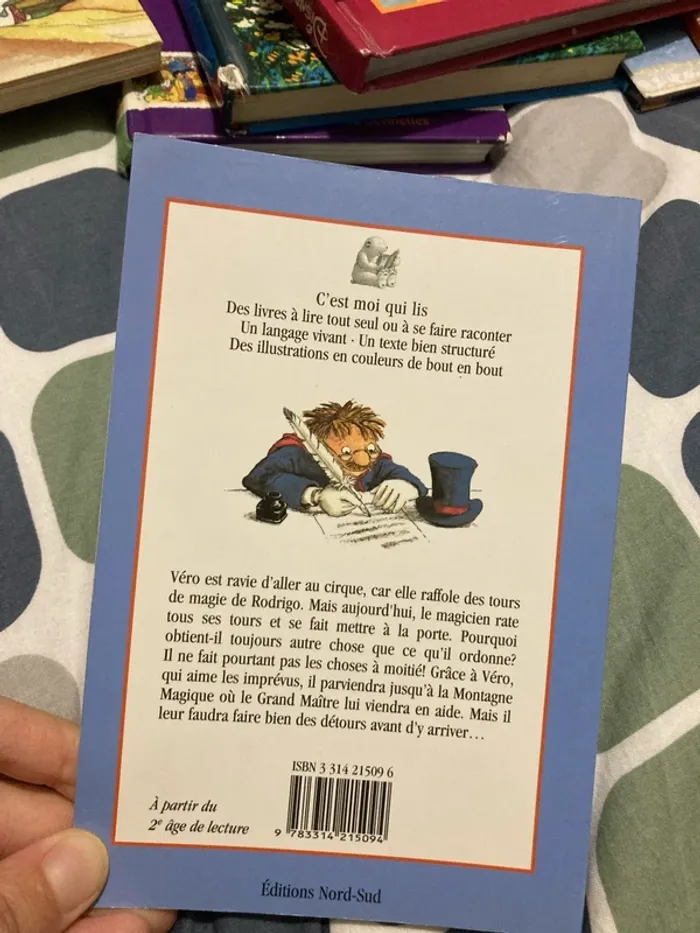 Disney
C'est moi qui lis
Des livres à lire tout seul ou à se faire raconter
Un langage vivant · Un texte bien structuré
Des illustrations en couleurs de bout en bout
Véro est ravie d'aller au cirque, car elle raffole des tours
de magie de Rodrigo. Mais aujourd'hui, le magicien rate
tous ses tours et se fait mettre à la porte. Pourquoi
obtient-il toujours autre chose que ce qu'il ordonne?
Il ne fait pourtant pas les choses à moitié! Grâce à Véro,
qui aime les imprévus, il parviendra jusqu'à la Montagne
Magique où le Grand Maître lui viendra en aide. Mais il
leur faudra faire bien des détours avant d'y arriver…
ISBN 3 314 21509 6
À partir du
2e âge de lecture
9 783314 215094
Éditions Nord-Sud